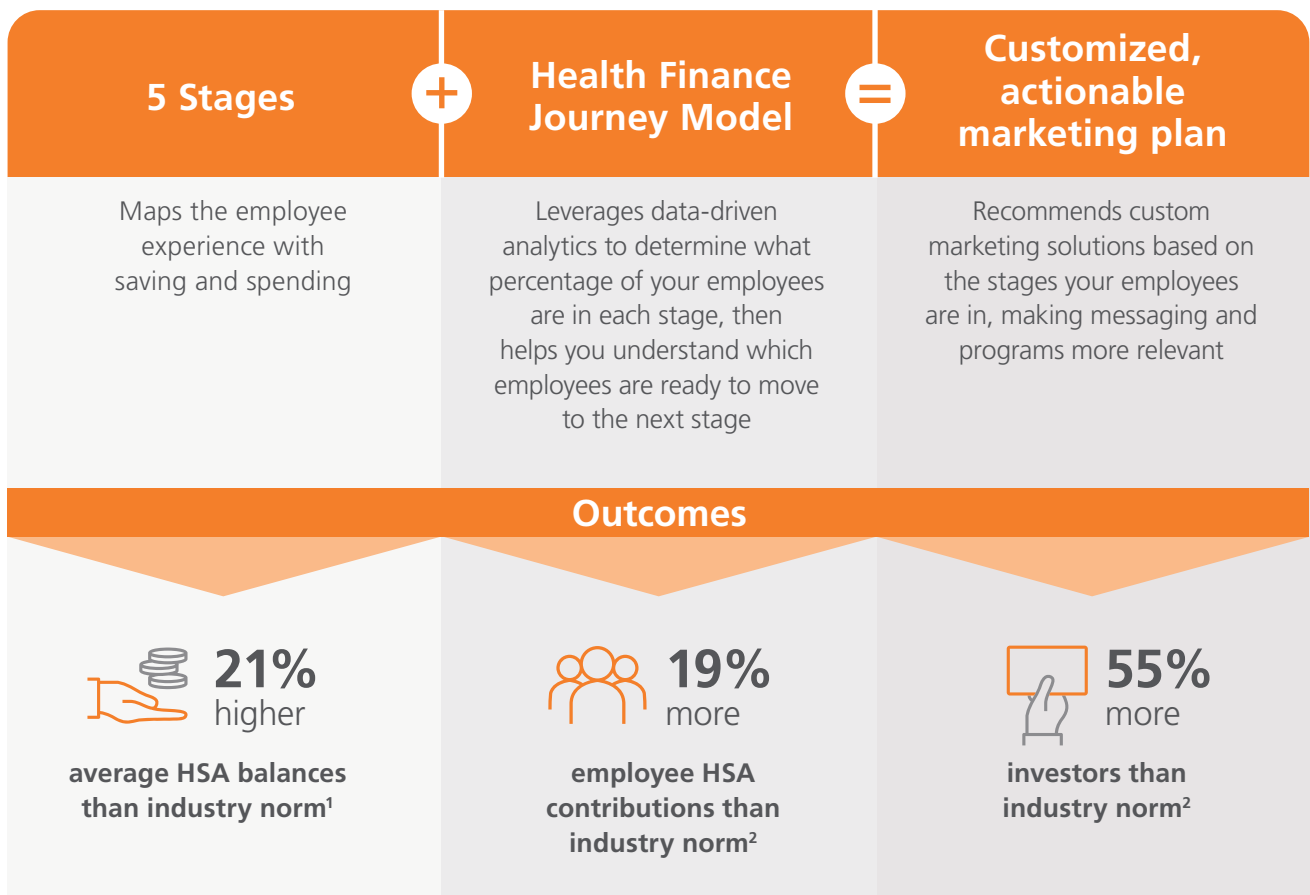 5 Stages
+
Health Finance
Journey Model
=
Customized,
actionable
marketing plan
Maps the employee
experience with
saving and spending
Leverages data-driven
analytics to determine what
percentage of your employees
are in each stage, then
helps you understand which
employees are ready to move
to the next stage
Recommends custom
marketing solutions based on
the stages your employees
are in, making messaging and
programs more relevant
Outcomes
21%
higher
average HSA balances
than industry norm¹
19%
more
employee HSA
contributions than
industry norm²
55%
more
investors than
industry norm²